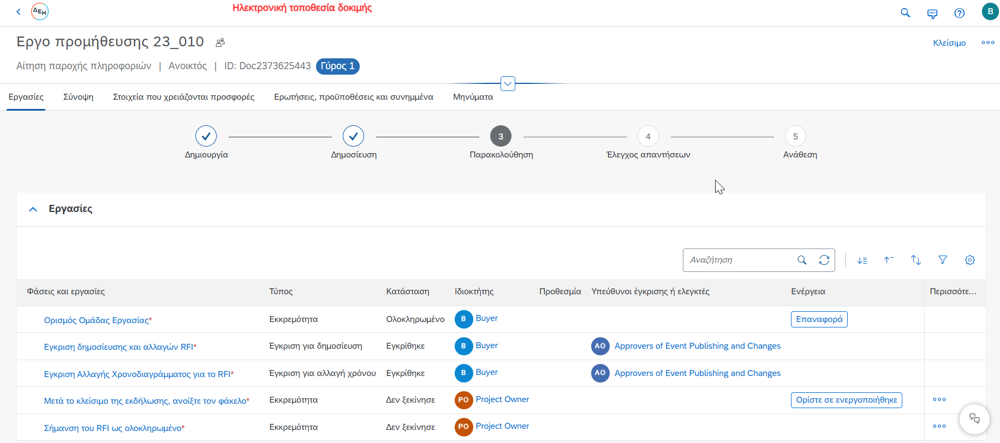 ΔΕΗ
Ηλεκτρονική τοποθεσία δοκιμής
B
Έργο προμήθευσης 23_010
Κλείσιμο
Αίτηση παροχής πληροφοριών | Ανοικτός | ID: Doc2373625443 Γύρος 1
Εργασίες Σύνοψη Στοιχεία που χρειάζονται προσφορές Ερωτήσεις, προϋποθέσεις και συνημμένα Μηνύματα
3 4 5
Δημιουργία Δημοσίευση Παρακολούθηση Έλεγχος απαντήσεων Ανάθεση
Εργασίες
Αναζήτηση
Φάσεις και εργασίες Τύπος Κατάσταση Ιδιοκτήτης Προθεσμία Υπεύθυνοι έγκρισης ή ελεγκτές Ενέργεια Περισσότε...
Ορισμός Ομάδας Εργασίας* Εκκρεμότητα Ολοκληρωμένο B Buyer Επαναφορά
Εγκριση δημοσίευσης και αλλαγών RFI* Έγκριση για δημοσίευση Εγκρίθηκε B Buyer AO Approvers of Event Publishing and Changes
Εγκριση Αλλαγής Χρονοδιαγράμματος για το RFI* Έγκριση για αλλαγή χρόνου Εγκρίθηκε B Buyer AO Approvers of Event Publishing and Changes
Μετά το κλείσιμο της εκδήλωσης, ανοίξτε τον φάκελο* Εκκρεμότητα Δεν ξεκίνησε PO Project Owner Ορίστε σε ενεργοποιήθηκε
Σήμανση του RFI ως ολοκληρωμένο* Εκκρεμότητα Δεν ξεκίνησε PO Project Owner